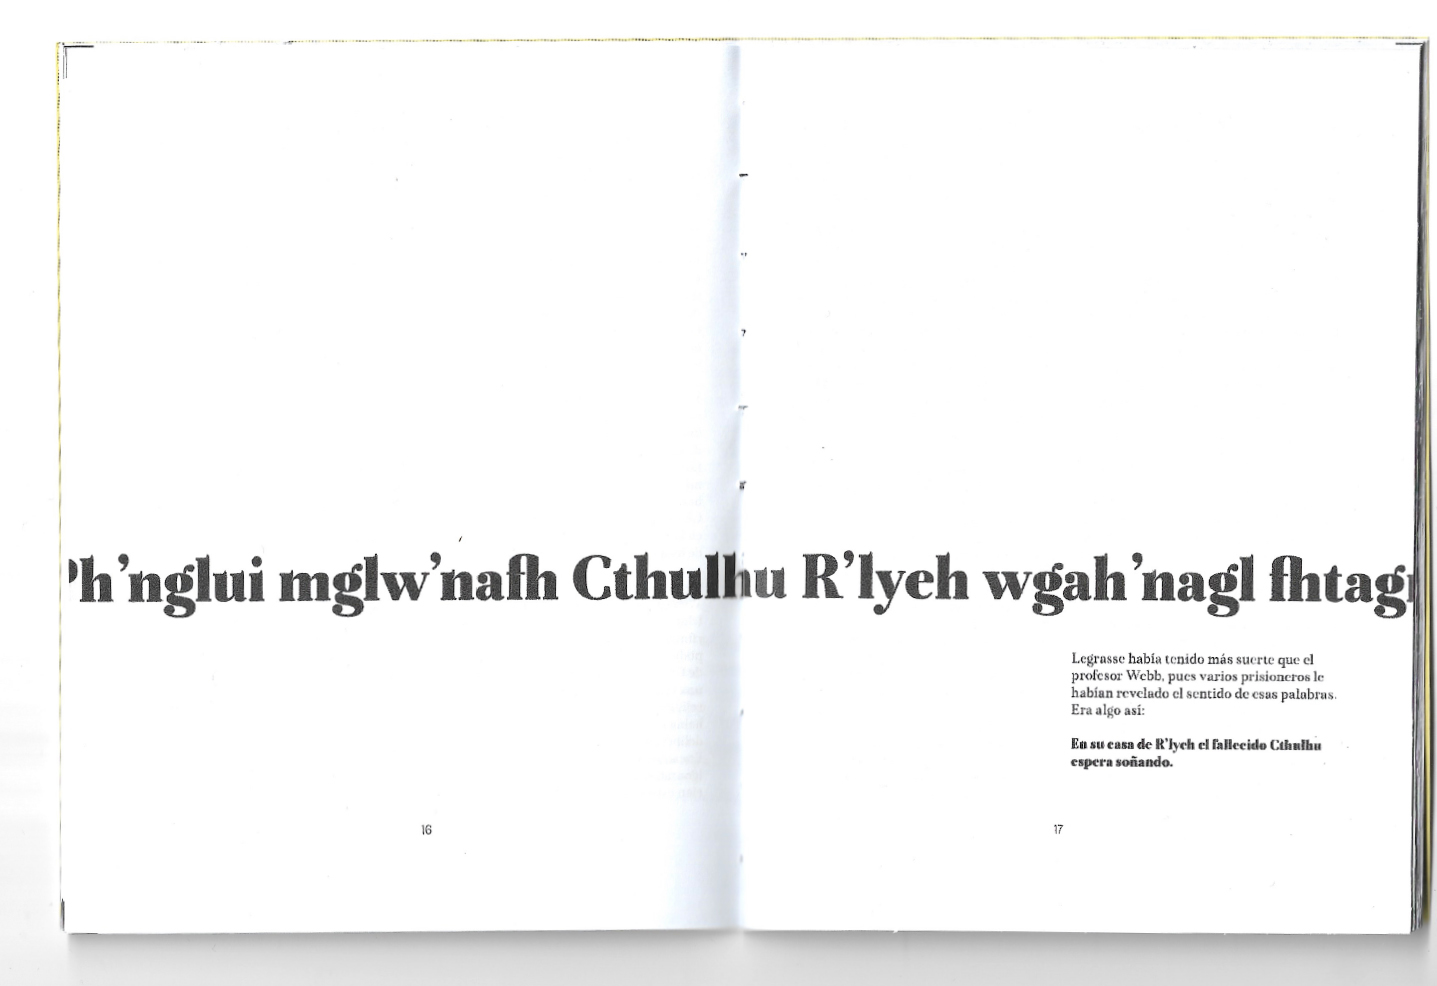 Ph’nglui mglw’nafh Cthulhu R’lyeh wgah’nagl fhtagn
Legrasse había tenido más suerte que el
profesor Webb, pues varios prisioneros le
habían revelado el sentido de esas palabras.
Era algo así:
En su casa de R’lyeh el fallecido Cthulhu
espera soñando.
16
17